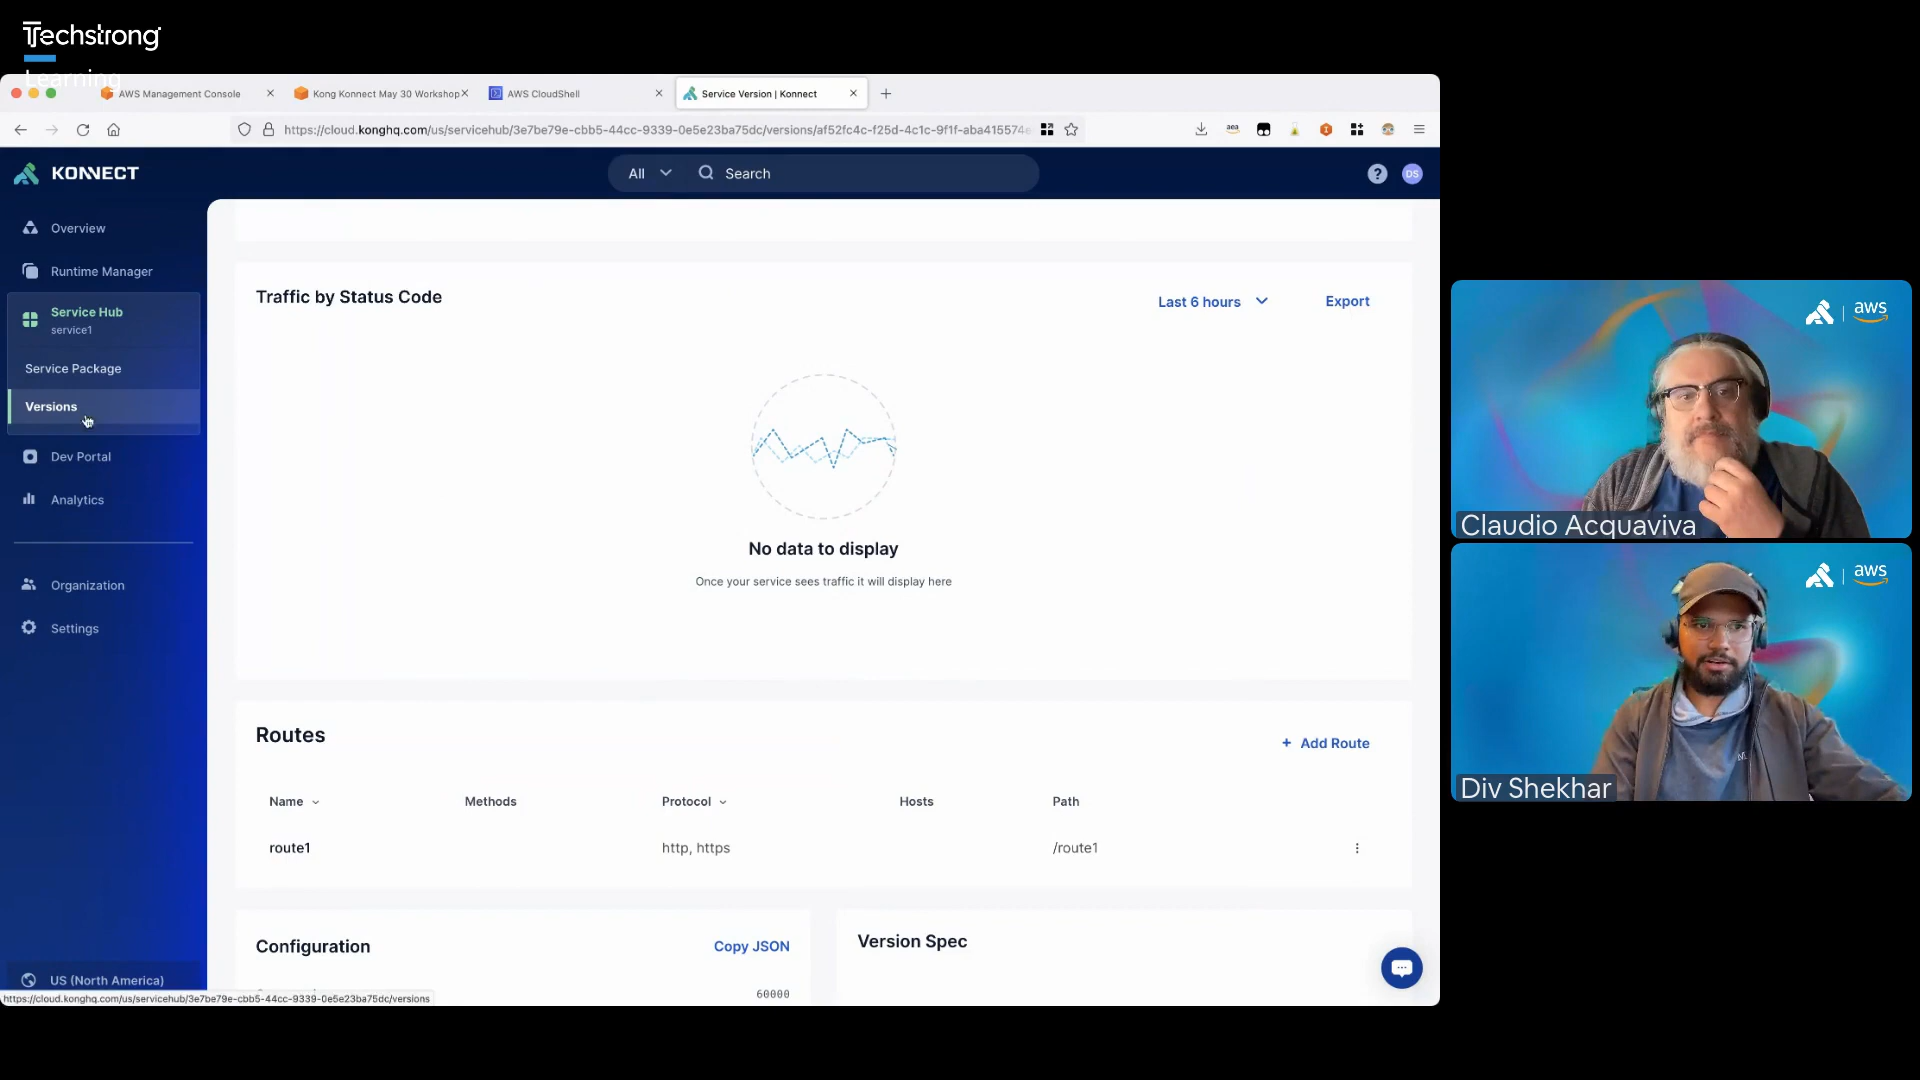 Techstrong
Learning
AWS Management Console
Kong Konnect May 30 Workshop
AWS CloudShell
Service Version | Konnect
https://cloud.konghq.com/us/servicehub/3e7be79e-cbb5-44cc-9339-0e5e23ba75dc/versions/af52fc4c-f25d-4c1c-9f1f-aba415574e
KONNECT
All
Search
DS
Overview
Runtime Manager
Service Hub
service1
Service Package
Versions
Dev Portal
Analytics
Organization
Settings
US (North America)
https://cloud.konghq.com/us/servicehub/3e7be79e-cbb5-44cc-9339-0e5e23ba75dc/versions
Traffic by Status Code
Last 6 hours
Export
No data to display
Once your service sees traffic it will display here
Routes
+ Add Route
Name
Methods
Protocol
Hosts
Path
route1
http, https
/route1
Configuration
Copy JSON
60000
Version Spec
aws
Claudio Acquaviva
aws
Div Shekhar